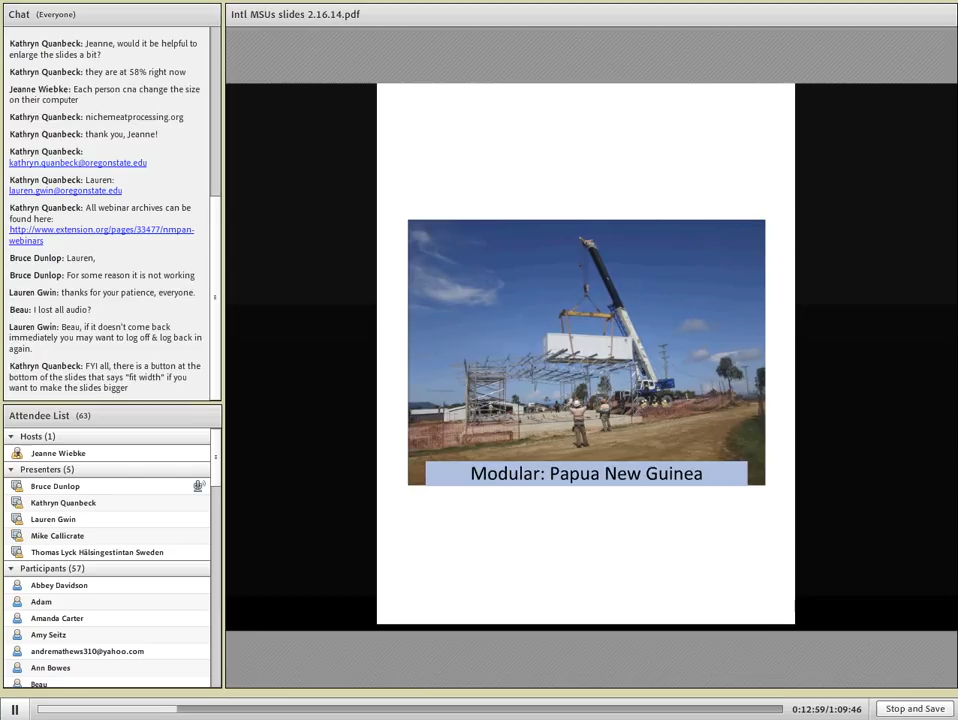 Chat (Everyone)
Kathryn Quanbeck: Jeanne, would it be helpful to
enlarge the slides a bit?
Kathryn Quanbeck: they are at 58% right now
Jeanne Wiebke: Each person cna change the size
on their computer
Kathryn Quanbeck: nichemeatprocessing.org
Kathryn Quanbeck: thank you, Jeanne!
Kathryn Quanbeck:
kathryn.quanbeck@oregonstate.edu
Kathryn Quanbeck: Lauren:
lauren.gwin@oregonstate.edu
Kathryn Quanbeck: All webinar archives can be
found here:
http://www.extension.org/pages/33477/nmpan-
webinars
Bruce Dunlop: Lauren,
Bruce Dunlop: For some reason it is not working
Lauren Gwin: thanks for your patience, everyone.
Beau: I lost all audio?
Lauren Gwin: Beau, if it doesn't come back
immediately you may want to log off & log back in
again.
Kathryn Quanbeck: FYI all, there is a button at the
bottom of the slides that says "fit width" if you
want to make the slides bigger
Attendee List (63)
Hosts (1)
Jeanne Wiebke
Presenters (5)
Bruce Dunlop
Kathryn Quanbeck
Lauren Gwin
Mike Callicrate
Thomas Lyck Hälsingestintan Sweden
Participants (57)
Abbey Davidson
Adam
Amanda Carter
Amy Seitz
andremathews310@yahoo.com
Ann Bowes
Beau
Intl MSUs slides 2.16.14.pdf
Modular: Papua New Guinea
0:12:59/1:09:46
Stop and Save